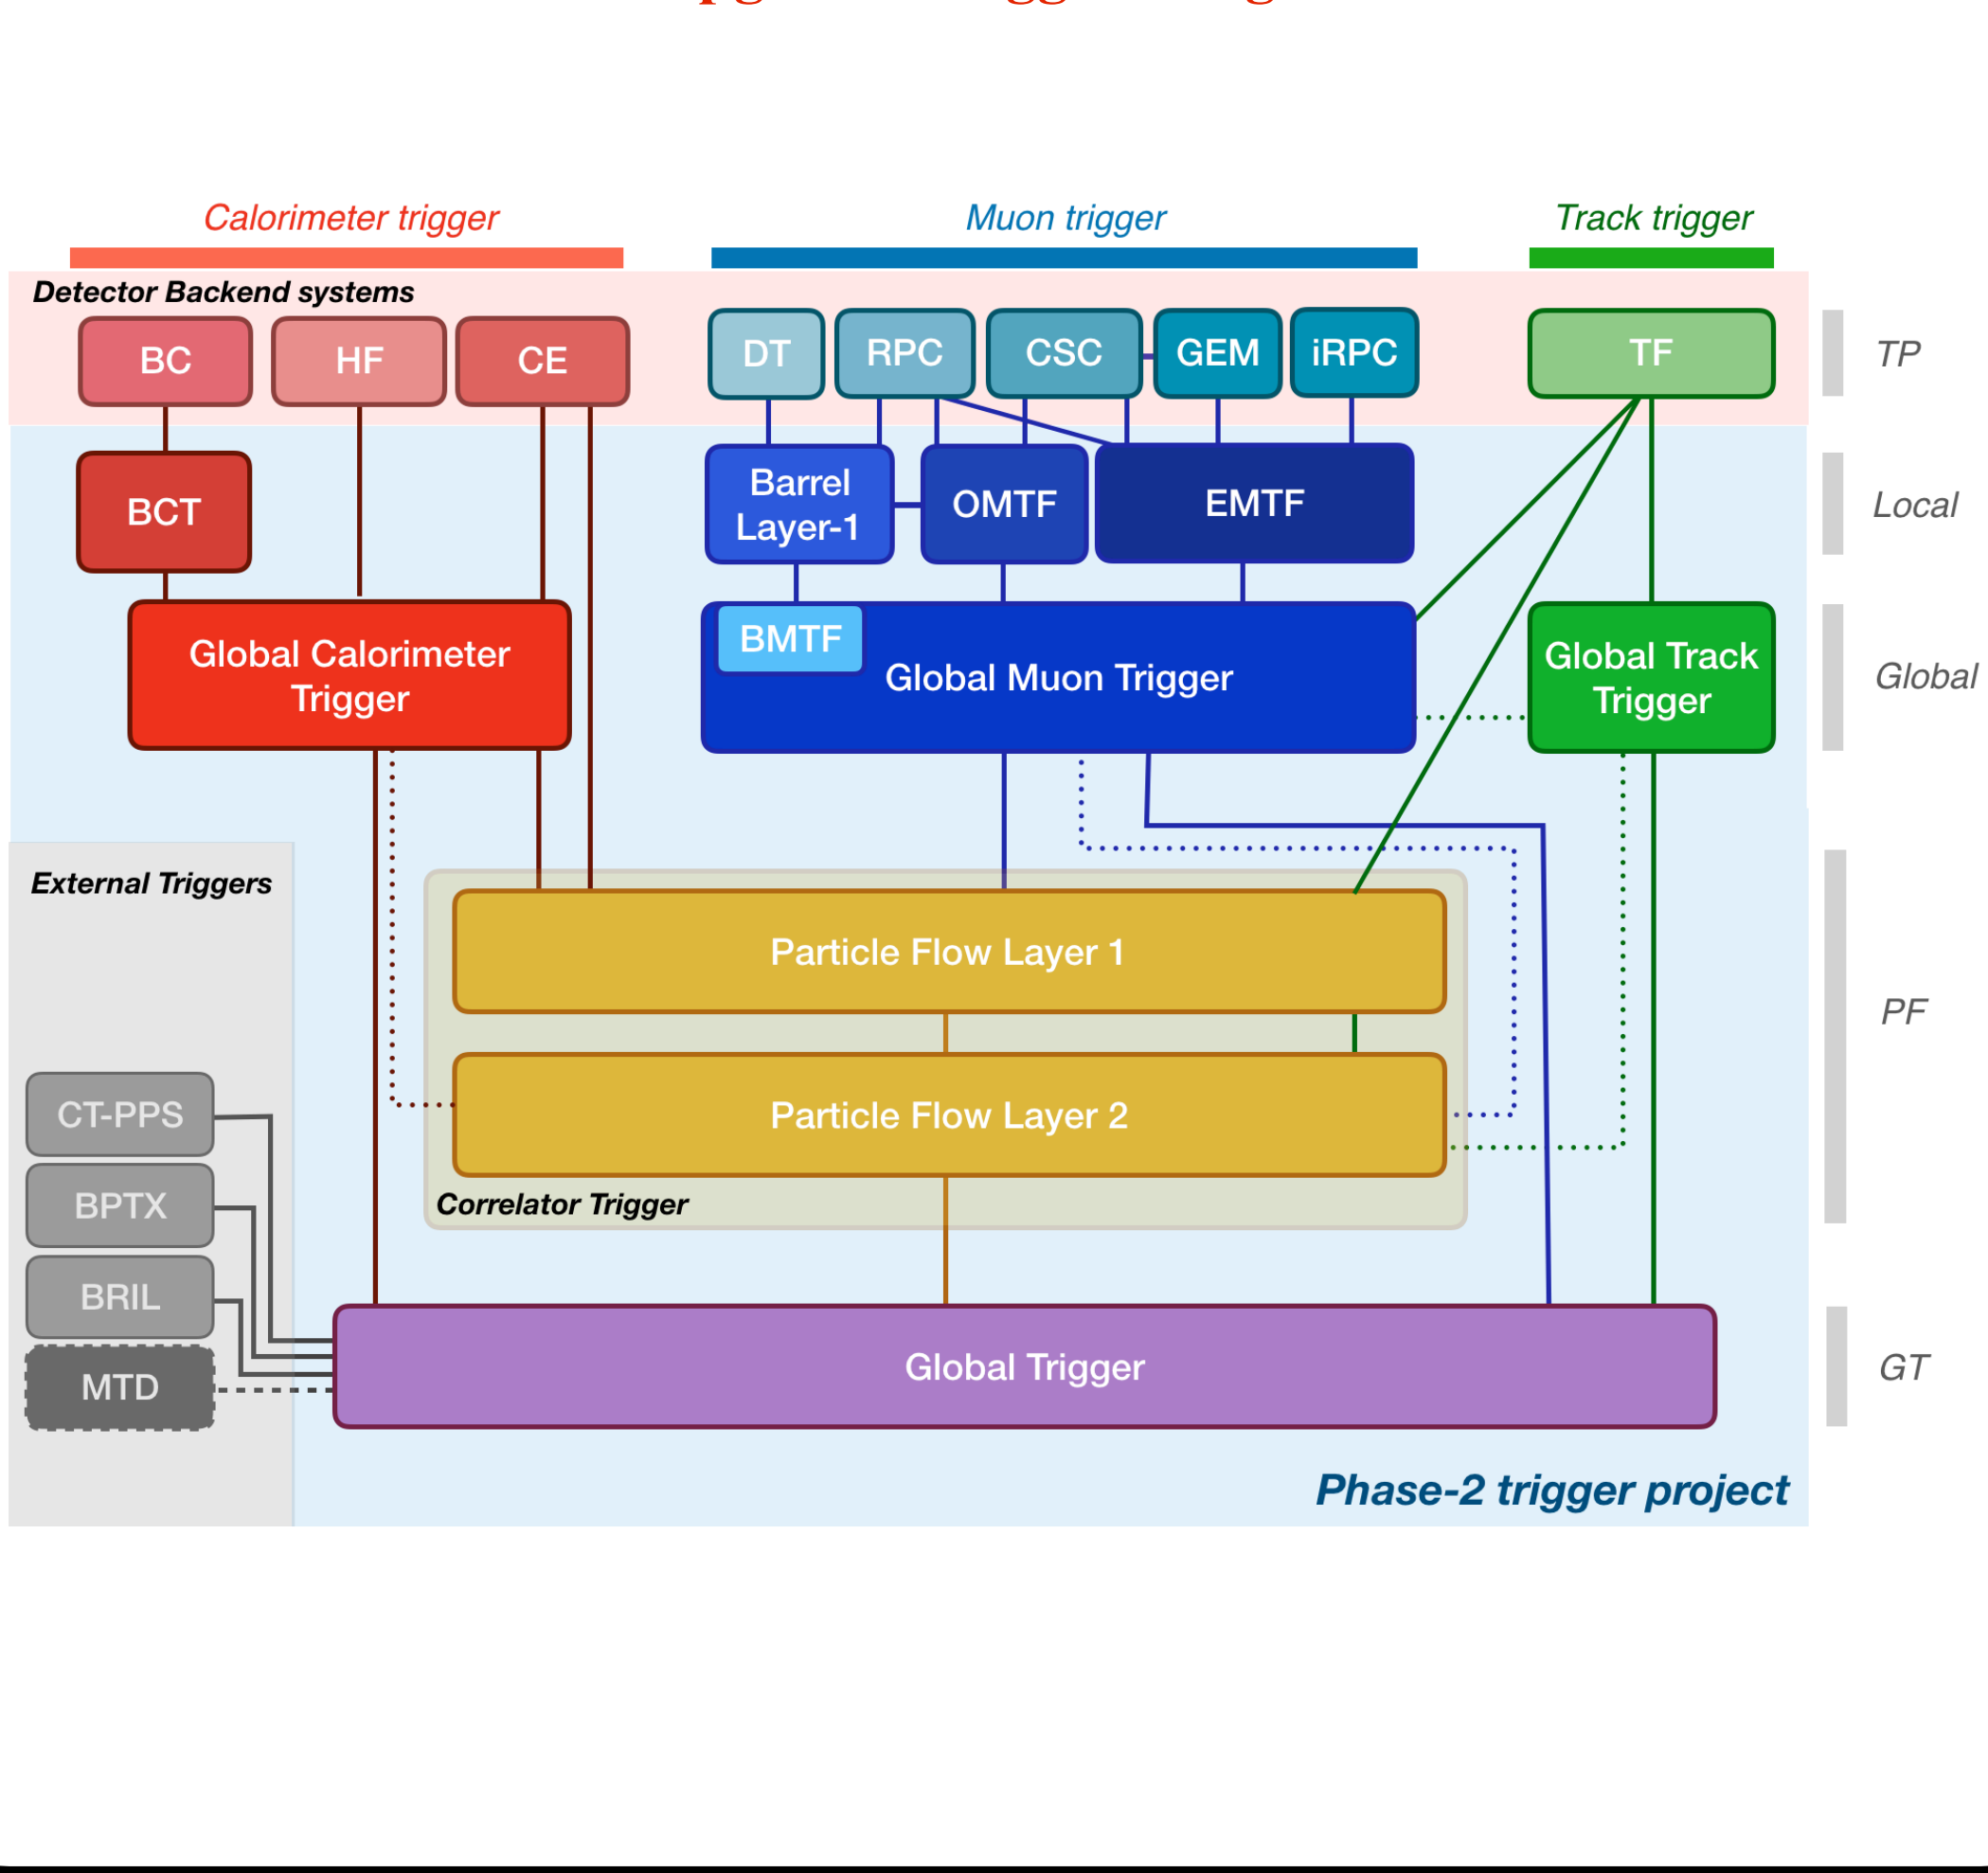 Calorimeter trigger
Muon trigger
Track trigger
Detector Backend systems
BC
HF
CE
DT
RPC
CSC
GEM
iRPC
TF
TP
BCT
Barrel
Layer-1
OMTF
EMTF
Local
Global Calorimeter
Trigger
BMTF
Global Muon Trigger
Global Track
Trigger
Global
External Triggers
Particle Flow Layer 1
PF
CT-PPS
Particle Flow Layer 2
BPTX
Correlator Trigger
BRIL
MTD
Global Trigger
GT
Phase-2 trigger project